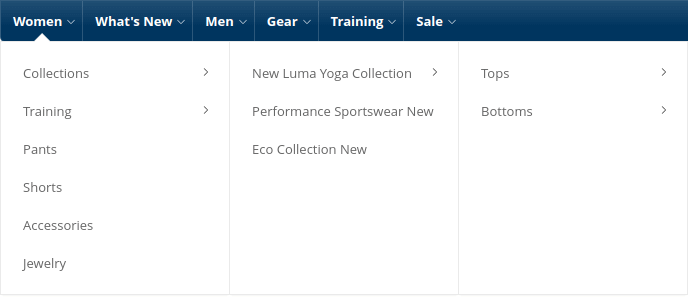 Women What's New Men Gear Training Sale
Collections
Training
Pants
Shorts
Accessories
Jewelry
New Luma Yoga Collection
Performance Sportswear New
Eco Collection New
Tops
Bottoms